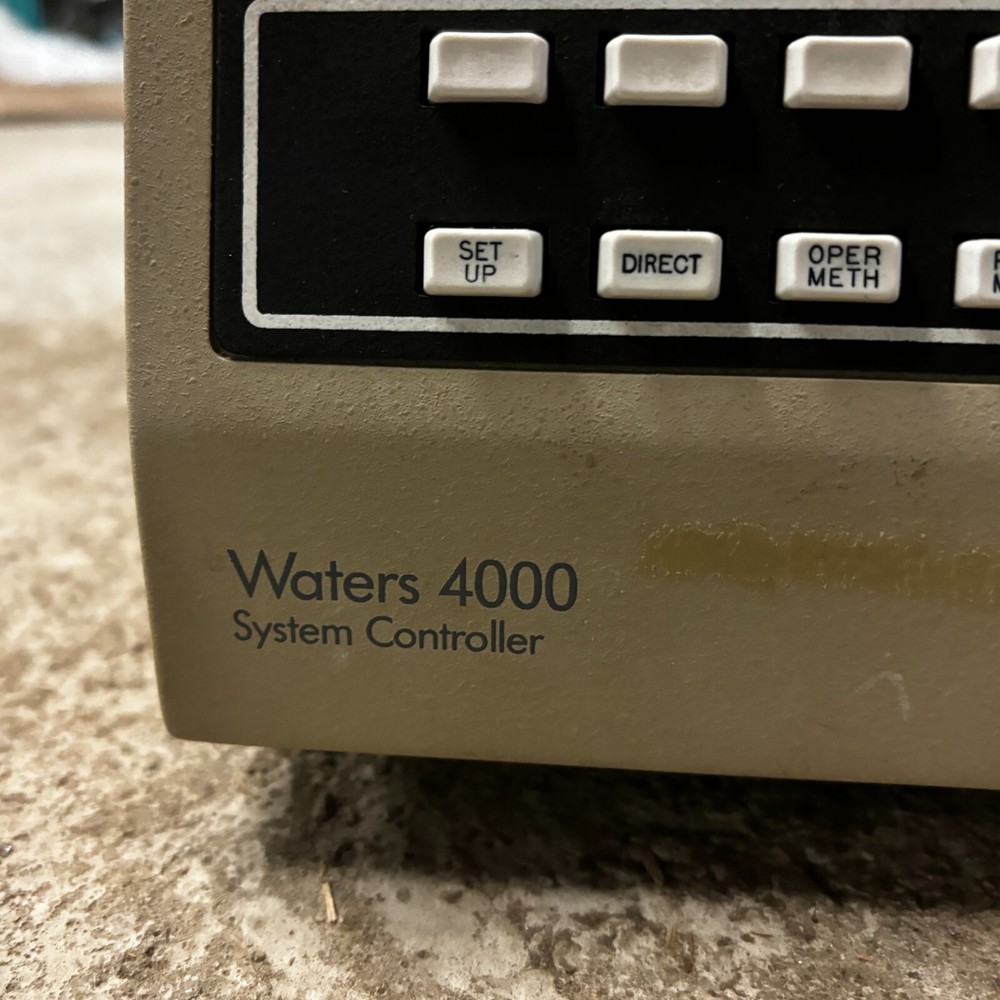 SET
UP
DIRECT
OPER
METH
Waters 4000
System Controller